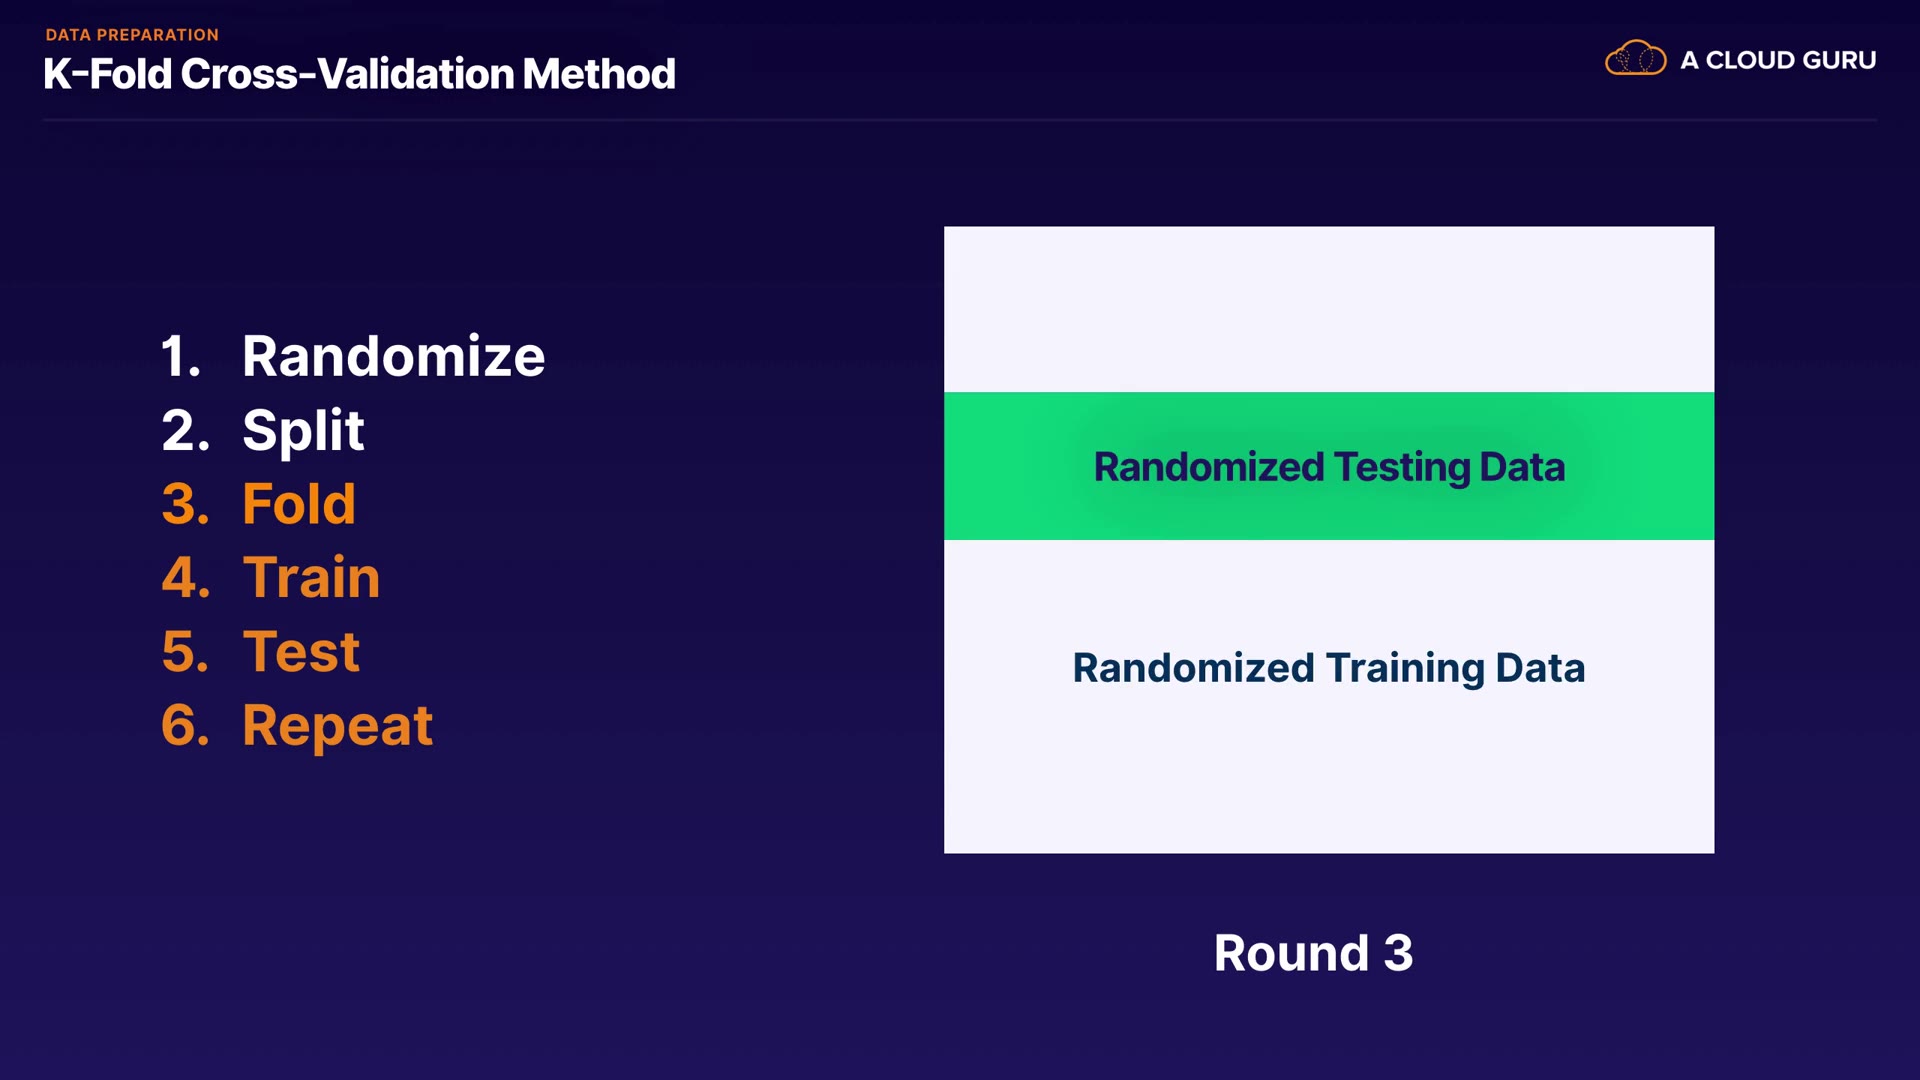 DATA PREPARATION
K-Fold Cross-Validation Method
A CLOUD GURU
1. Randomize
2. Split
3. Fold
4. Train
5. Test
6. Repeat
Randomized Testing Data
Randomized Training Data
Round 3